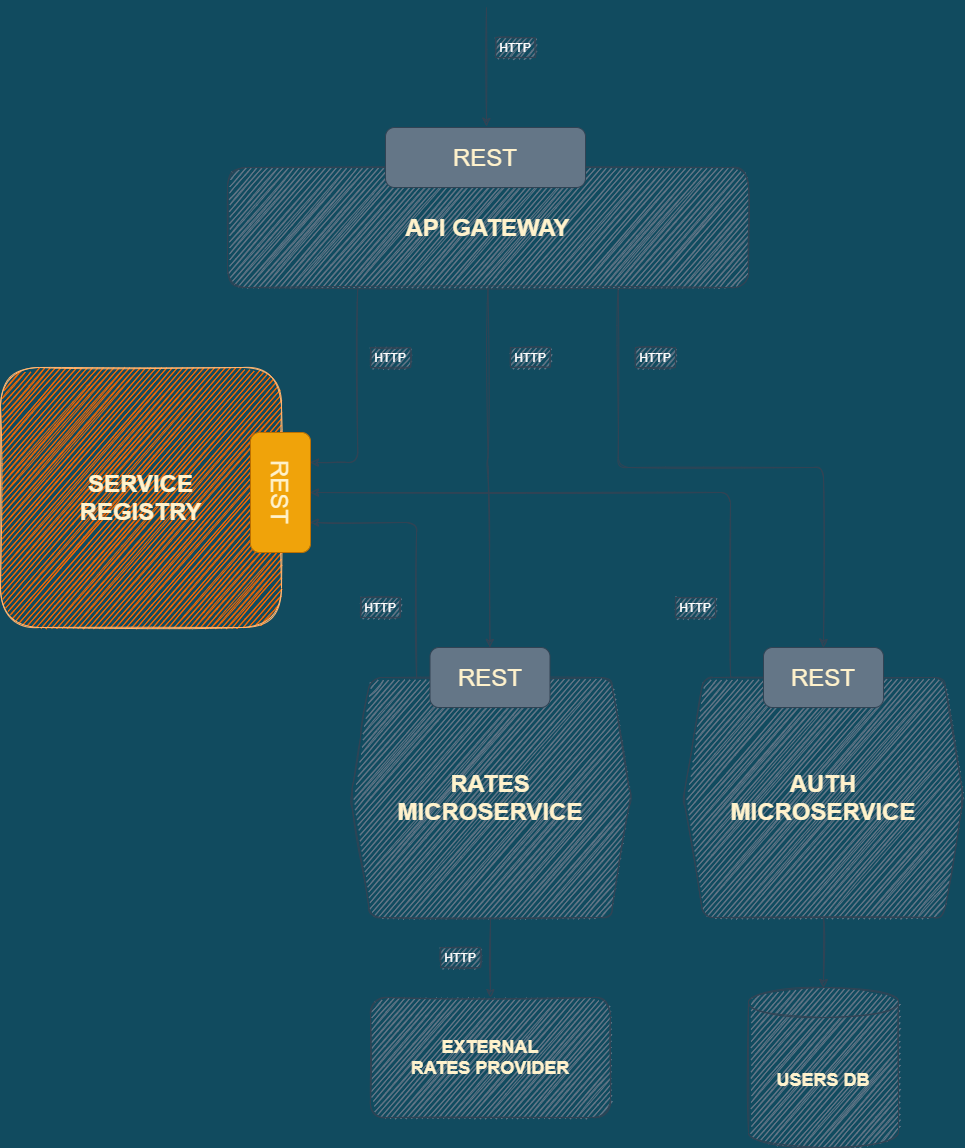 HTTP
REST
API GATEWAY
HTTP
HTTP
HTTP
SERVICE
REGISTRY
REST
HTTP
HTTP
REST
REST
RATES
MICROSERVICE
AUTH
MICROSERVICE
HTTP
EXTERNAL
RATES PROVIDER
USERS DB